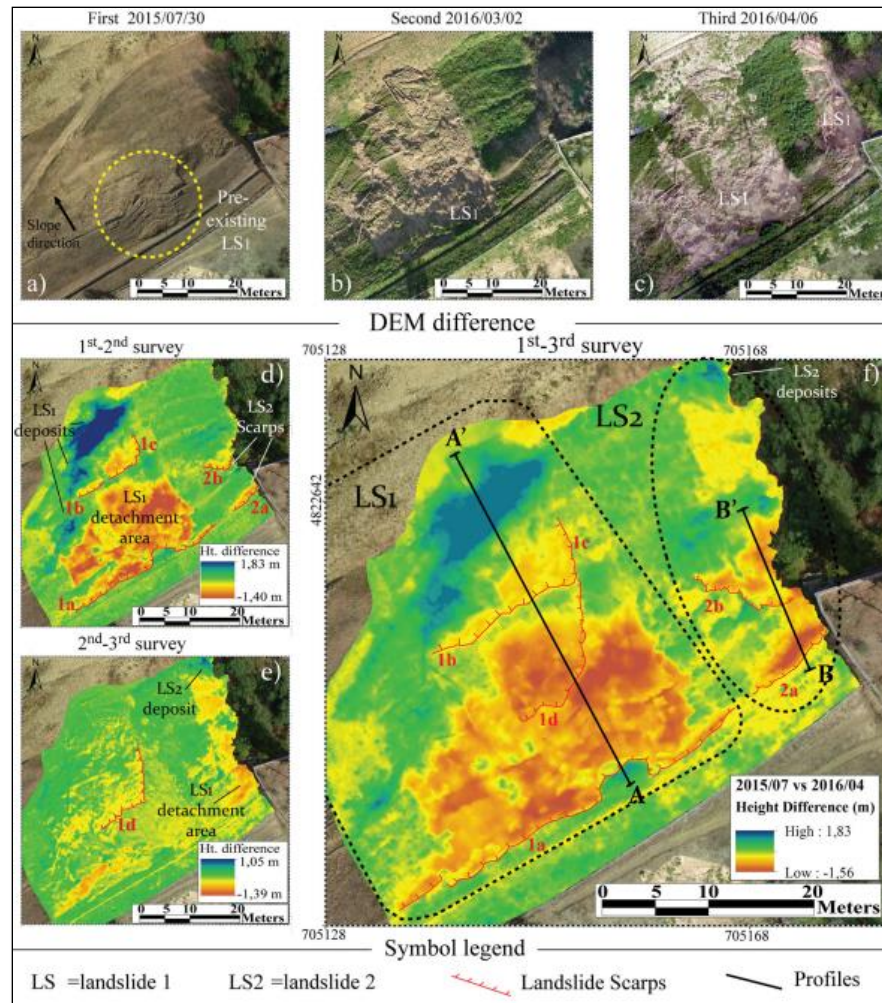 First 2015/07/30
Second 2016/03/02
Third 2016/04/06
N
Slope
direction
Pre-
existing
LS1
a)
0 5 10 20
Meters
N
LS1
b)
0 5 10 20
Meters
N
LS1
LS1
c)
0 5 10 20
Meters
DEM difference
1st-2nd survey
N
d)
LS1
deposits
LS2
Scarps
1c
2b
2a
1b
LS1
detachment
area
Ht. difference
1,83 m
-1,40 m
1a
0 5 10 20
Meters
2nd-3rd survey
N
e)
LS2
deposit
LS1
detachment
area
1d
Ht. difference
1,05 m
-1,39 m
0 5 10 20
Meters
1st-3rd survey
705128
705168
N
f)
LS2
deposits
LS2
A'
LS1
4822642
B'
1c
2b
1b
B
2a
1d
A
1a
2015/07 vs 2016/04
Height Difference (m)
High : 1,83
Low : -1,56
0 5 10 20
Meters
705128
705168
Symbol legend
LS =landslide 1
LS2 =landslide 2
Landslide Scarps
Profiles